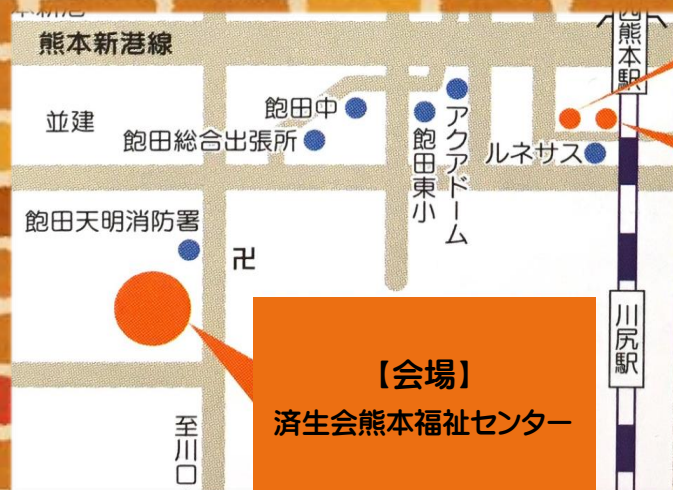 熊本新港線
西熊本駅
並建
飽田中
飽田総合出張所
飽田東小
アクアドーム
ルネサス
飽田天明消防署
卍
川尻駅
【会場】
済生会熊本福祉センター
至川口